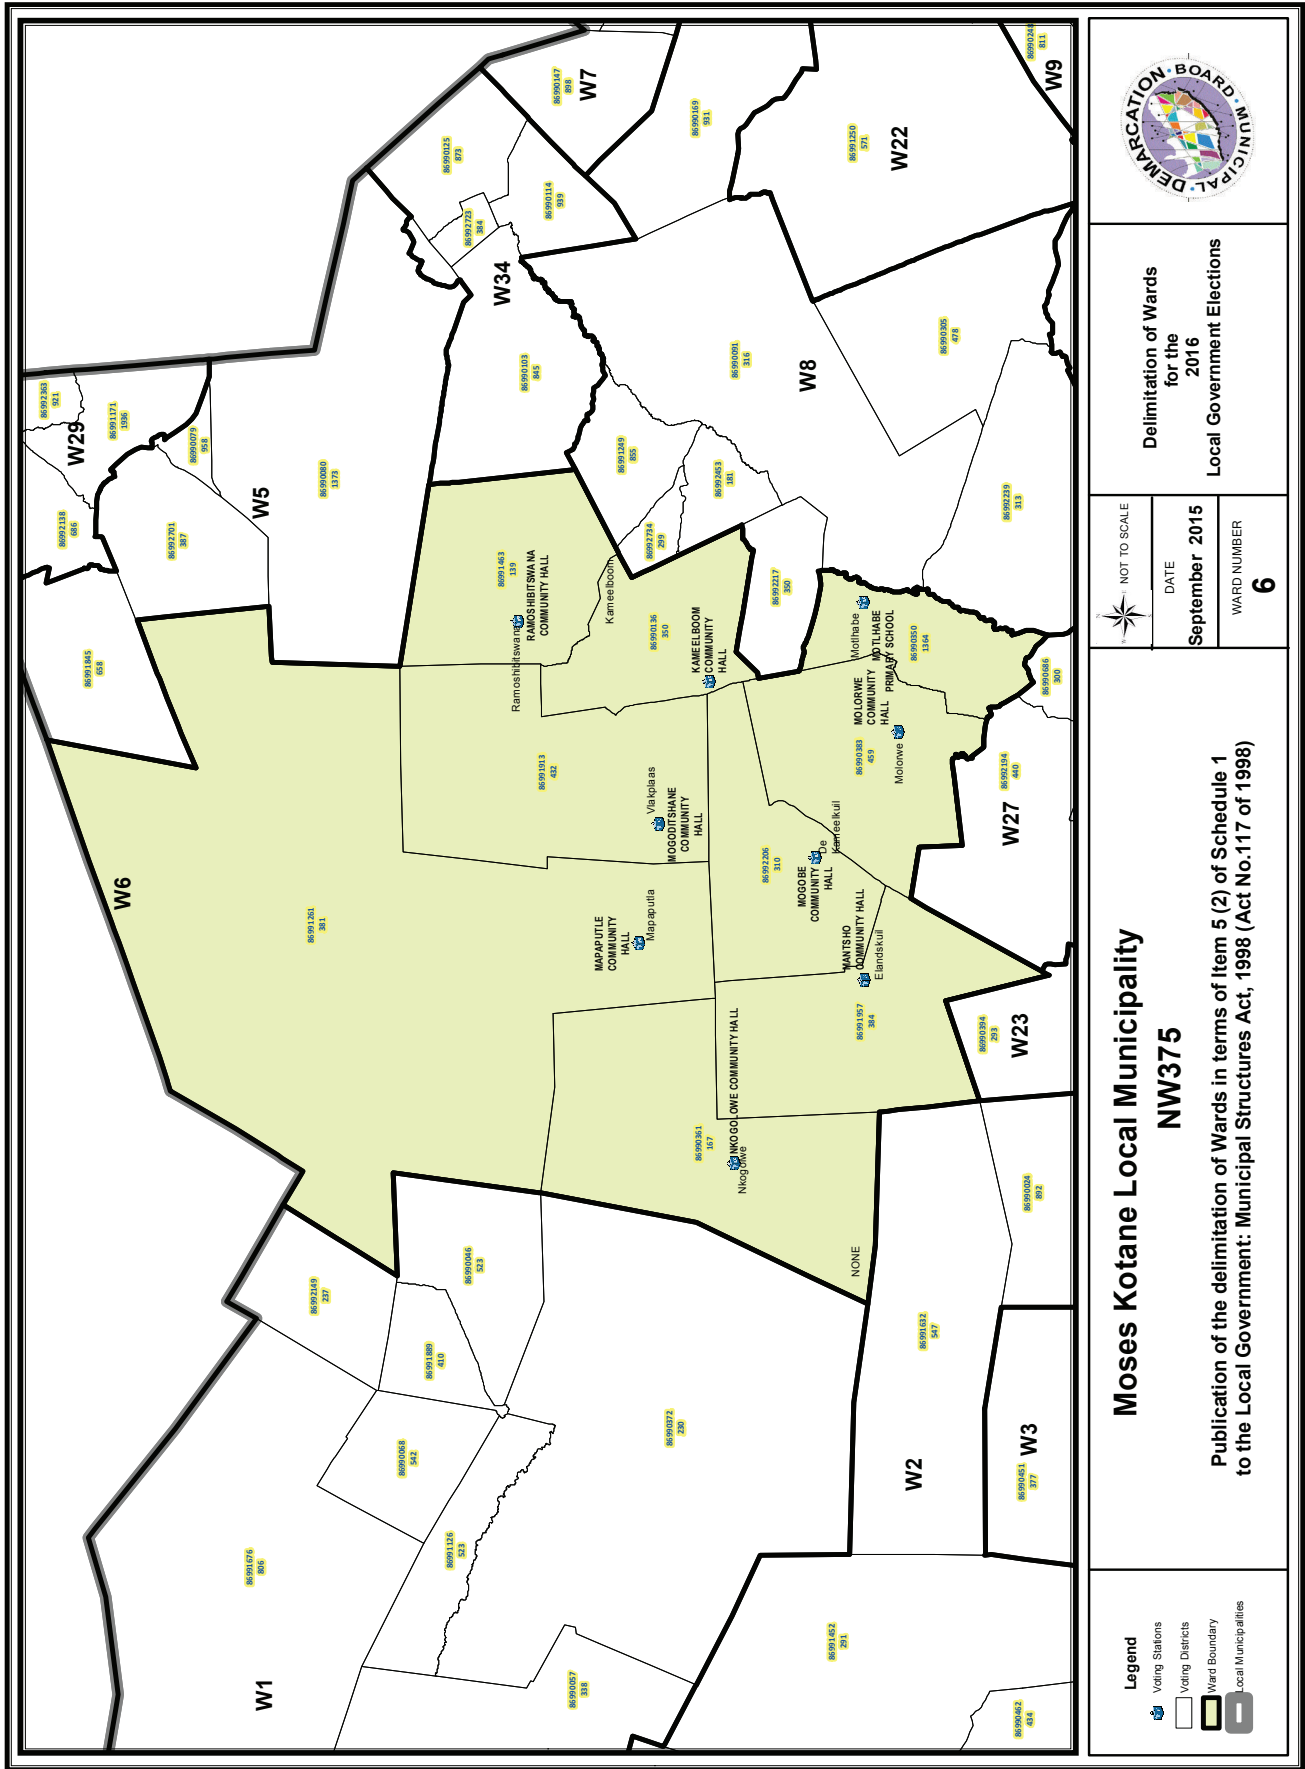 W1
W2
W3
W5
W6
W7
W8
W9
W22
W23
W27
W29
W34
86992363
921
86991171
1936
86992138
686
86990079
958
86992701
387
86990080
1373
86991845
658
86990147
898
86990125
873
86992723
384
86990114
939
86990169
931
86991250
571
86990248
811
86990103
845
86990091
316
86990305
478
86991249
855
86992453
181
86992734
299
86992239
313
86992217
350
86991463
139
RAMOSHIBITSWANA
COMMUNITY HALL
Ramoshibitswana
Kameelboom
86990136
350
KAMEELBOOM
COMMUNITY
HALL
Motlhabe
MOTLHABE
PRIMARY SCHOOL
86990350
1364
86990686
300
MOLORWE
COMMUNITY
HALL
86990383
459
Molorwe
86992194
440
86991913
432
Vlakplaas
MOGODITSHANE
COMMUNITY
HALL
86992206
310
De
Kameelkuil
MOGOBE
COMMUNITY
HALL
86991261
381
MAPAPUTLE
COMMUNITY
HALL
Mapaputla
MANTSHO
COMMUNITY HALL
Elandskuil
86991957
384
86990394
293
NKOGOLOWE COMMUNITY HALL
86990361
167
Nkogolwe
NONE
86990024
892
86991632
547
86990451
377
86992149
237
86990046
523
86991889
410
86990068
542
86990372
230
86991126
523
86991676
806
86990057
338
86991452
291
86990462
434
Legend
Voting Stations
Voting Districts
Ward Boundary
Local Municipalities
Moses Kotane Local Municipality
NW375
Publication of the delimitation of Wards in terms of Item 5 (2) of Schedule 1
to the Local Government: Municipal Structures Act, 1998 (Act No.117 of 1998)
NOT TO SCALE
DATE
September 2015
WARD NUMBER
6
Delimitation of Wards
for the
2016
Local Government Elections
MUNICIPAL DEMARCATION BOARD